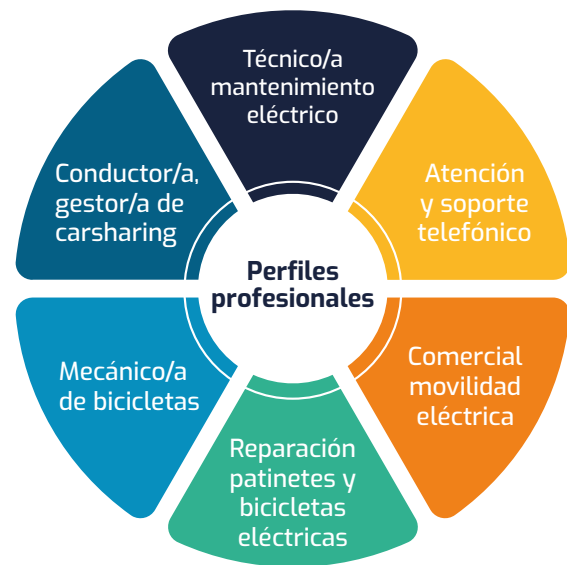 Técnico/a
mantenimiento
eléctrico
Atención
y soporte
telefónico
Comercial
movilidad
eléctrica
Reparación
patinetes y
bicicletas
eléctricas
Mecánico/a
de bicicletas
Conductor/a,
gestor/a de
carsharing
Perfiles
profesionales